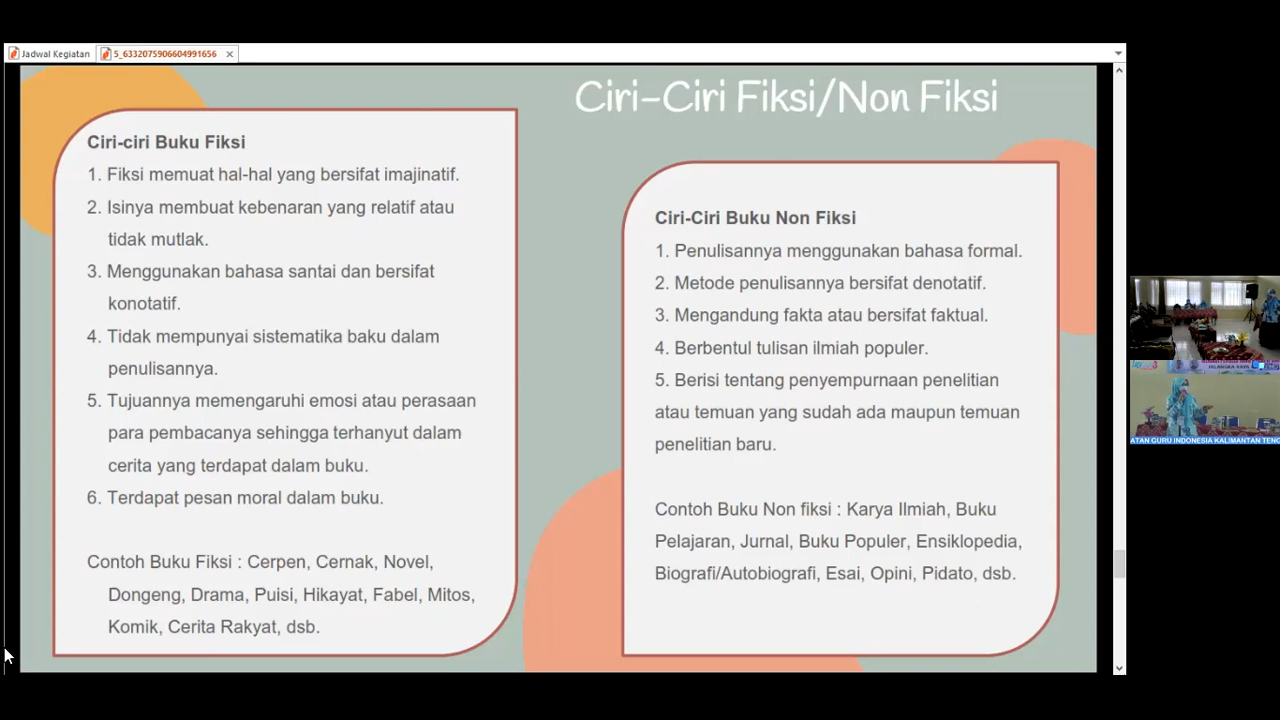 Jadwal Kegiatan
5_6332075906604991656
Ciri-Ciri Fiksi/Non Fiksi
Ciri-ciri Buku Fiksi
1. Fiksi memuat hal-hal yang bersifat imajinatif.
2. Isinya membuat kebenaran yang relatif atau
tidak mutlak.
3. Menggunakan bahasa santai dan bersifat
konotatif.
4. Tidak mempunyai sistematika baku dalam
penulisannya.
5. Tujuannya memengaruhi emosi atau perasaan
para pembacanya sehingga terhanyut dalam
cerita yang terdapat dalam buku.
6. Terdapat pesan moral dalam buku.
Contoh Buku Fiksi : Cerpen, Cernak, Novel,
Dongeng, Drama, Puisi, Hikayat, Fabel, Mitos,
Komik, Cerita Rakyat, dsb.
Ciri-Ciri Buku Non Fiksi
1. Penulisannya menggunakan bahasa formal.
2. Metode penulisannya bersifat denotatif.
3. Mengandung fakta atau bersifat faktual.
4. Berbentul tulisan ilmiah populer.
5. Berisi tentang penyempurnaan penelitian
atau temuan yang sudah ada maupun temuan
penelitian baru.
Contoh Buku Non fiksi : Karya Ilmiah, Buku
Pelajaran, Jurnal, Buku Populer, Ensiklopedia,
Biografi/Autobiografi, Esai, Opini, Pidato, dsb.
ATAN GURU INDONESIA KALIMANTAN TENG